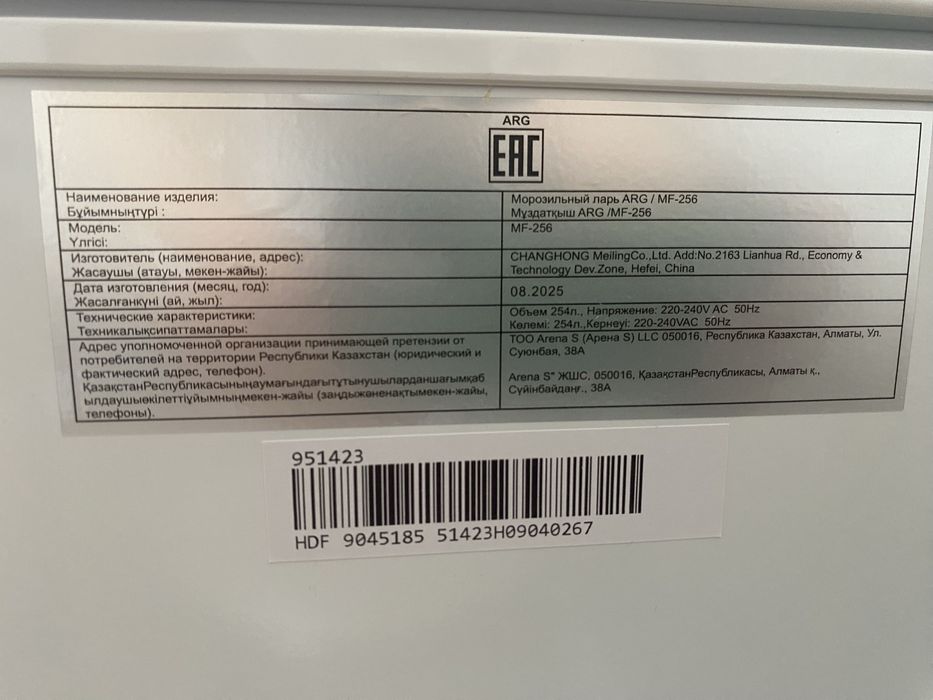 ARG
EAC
Наименование изделия:
Бұйымныңтүрі :
Морозильный ларь ARG / MF-256
Мұздатқыш ARG /MF-256
Модель:
Үлгісі:
MF-256
Изготовитель (наименование, адрес):
Жасаушы (атауы, мекен-жайы):
CHANGHONG MeilingCo.,Ltd. Add:No.2163 Lianhua Rd., Economy &
Technology Dev.Zone, Hefei, China
Дата изготовления (месяц, год):
Жасалғанкүні (ай, жыл):
08.2025
Технические характеристики:
Техникалықсипаттамалары:
Объем 254л., Напряжение: 220-240V AC 50Hz
Көлемі: 254л.,Кернеуі: 220-240VAC 50Hz
Адрес уполномоченной организации принимающей претензии от
потребителей на территории Республики Казахстан (юридический и
фактический адрес, телефон).
ҚазақстанРеспубликасыныңаумағындағытұтынушыларданшағымқаб
ылдаушыөкілеттіұйымныңмекен-жайы (заңдыжәненақтымекен-жайы,
телефоны).
ТОО Arena S (Арена S) LLC 050016, Республика Казахстан, Алматы, Ул.
Суюнбая, 38А
Arena S" ЖШС, 050016, ҚазақстанРеспубликасы, Алматы қ.,
Сүйінбайдаңғ., 38А
951423
HDF 9045185 51423H09040267